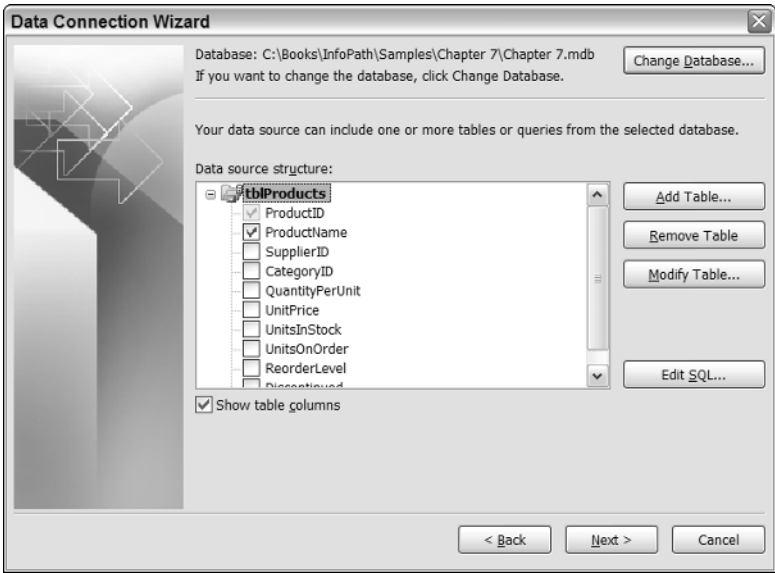 Data Connection Wizard
Database: C:\Books\InfoPath\Samples\Chapter 7\Chapter 7.mdb
If you want to change the database, click Change Database.
Change Database...
Your data source can include one or more tables or queries from the selected database.
Data source structure:
tblProducts
ProductID
ProductName
SupplierID
CategoryID
QuantityPerUnit
UnitPrice
UnitsInStock
UnitsOnOrder
ReorderLevel
Discontinued
Add Table...
Remove Table
Modify Table...
Edit SQL...
Show table columns
< Back
Next >
Cancel